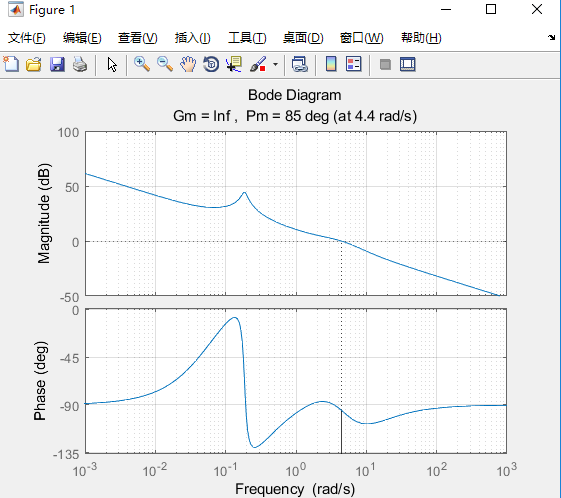 Figure 1
文件(F) 编辑(E) 查看(V) 插入(I) 工具(T) 桌面(D) 窗口(W) 帮助(H)
Bode Diagram
Gm = Inf , Pm = 85 deg (at 4.4 rad/s)
100
50
0
-50
Magnitude (dB)
0
-45
-90
-135
Phase (deg)
10^-3 10^-2 10^-1 10^0 10^1 10^2 10^3
Frequency (rad/s)